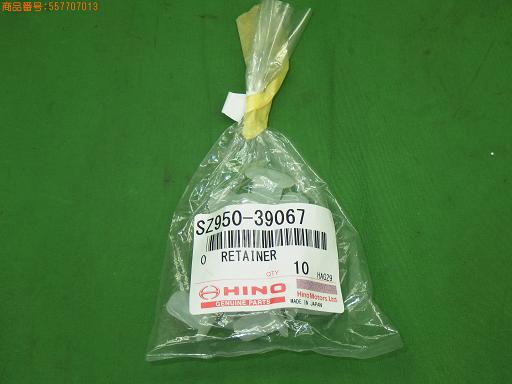 商品番号:557707013
SZ950-39067
0 RETAINER
QTY 10 HA029
HINO
GENUINE PARTS
HinoMotors,Ltd.
MADE IN JAPAN